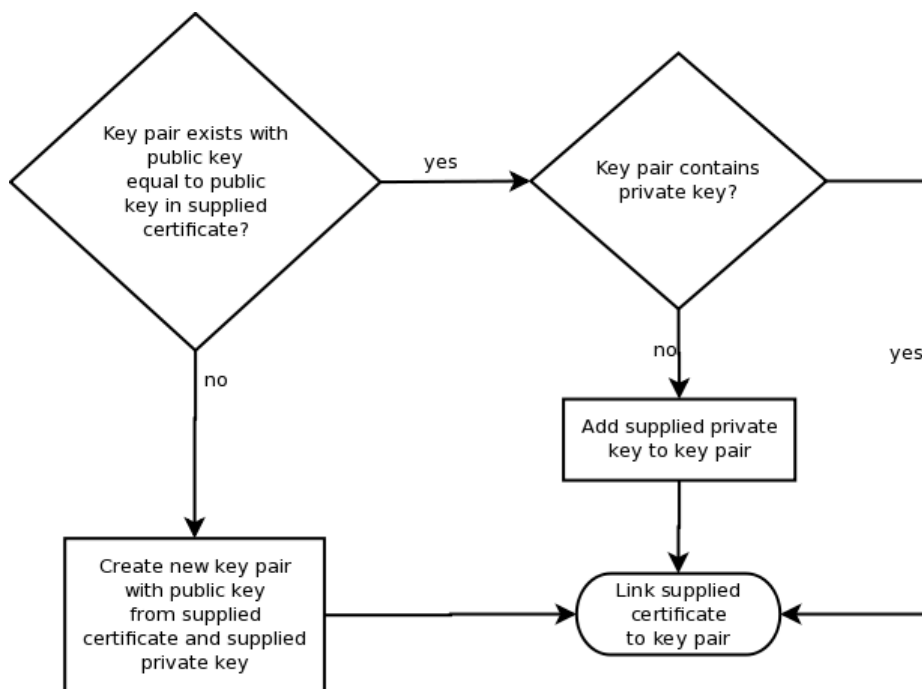 Key pair exists with
public key
equal to public
key in supplied
certificate?
yes
Key pair contains
private key?
no
no
yes
Add supplied private
key to key pair
Create new key pair
with public key
from supplied
certificate and supplied
private key
Link supplied
certificate
to key pair